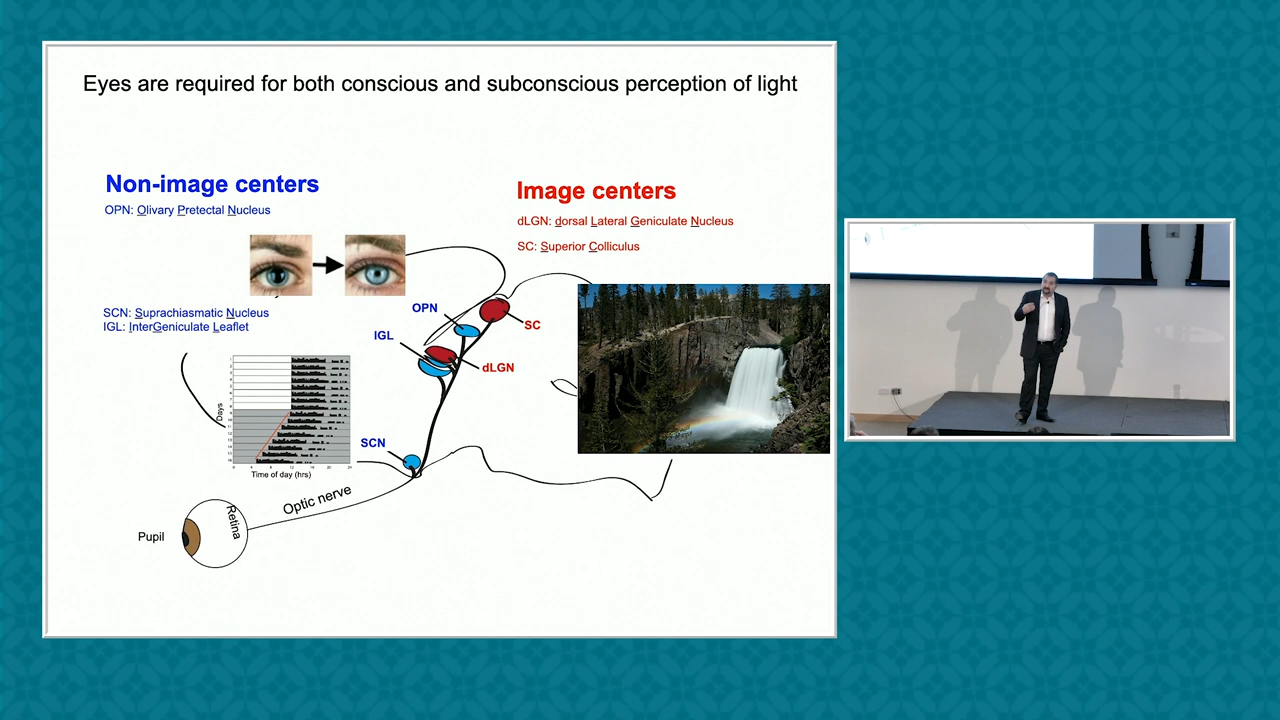 Eyes are required for both conscious and subconscious perception of light
Non-image centers
OPN: Olivary Pretectal Nucleus
Image centers
dLGN: dorsal Lateral Geniculate Nucleus
SC: Superior Colliculus
SCN: Suprachiasmatic Nucleus
IGL: InterGeniculate Leaflet
OPN
SC
IGL
dLGN
SCN
Days
Time of day (hrs)
Optic nerve
Retina
Pupil